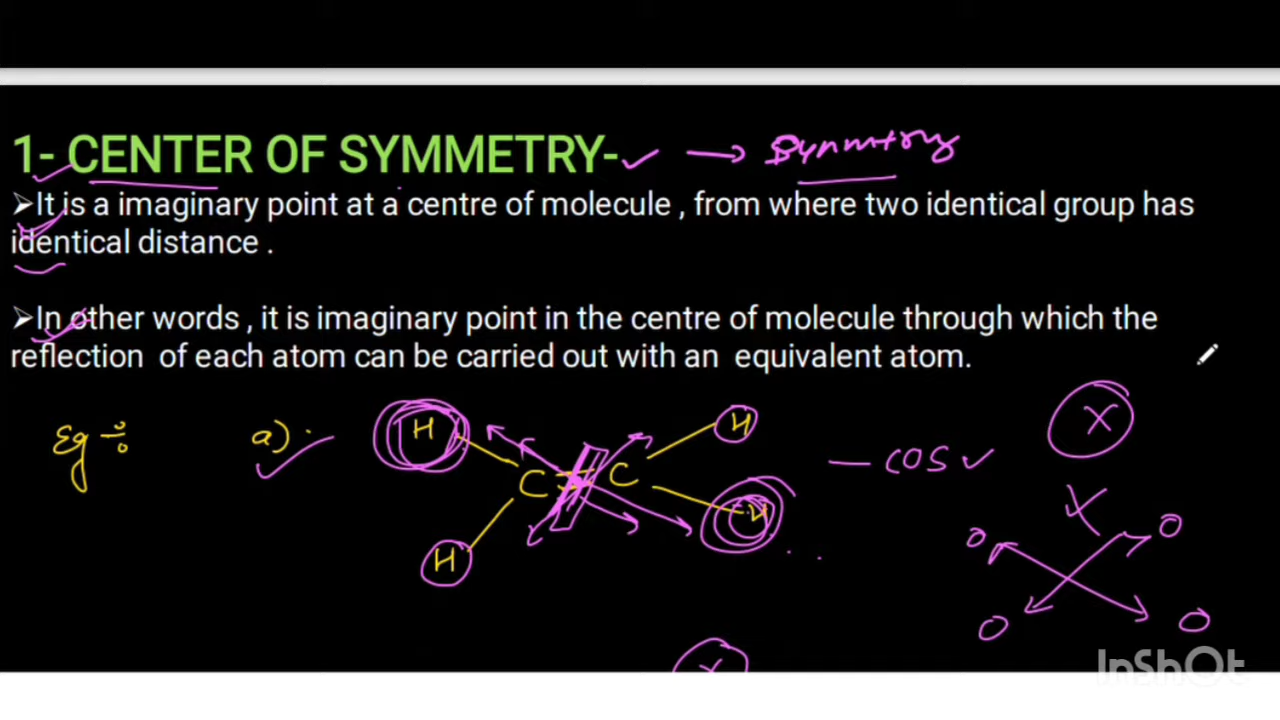 1- CENTER OF SYMMETRY- → Symmetry
➤It is a imaginary point at a centre of molecule , from where two identical group has
identical distance .
➤In other words , it is imaginary point in the centre of molecule through which the
reflection of each atom can be carried out with an equivalent atom.
Eg ÷ a) H H X
C = C - COS
H H
X
InShOt